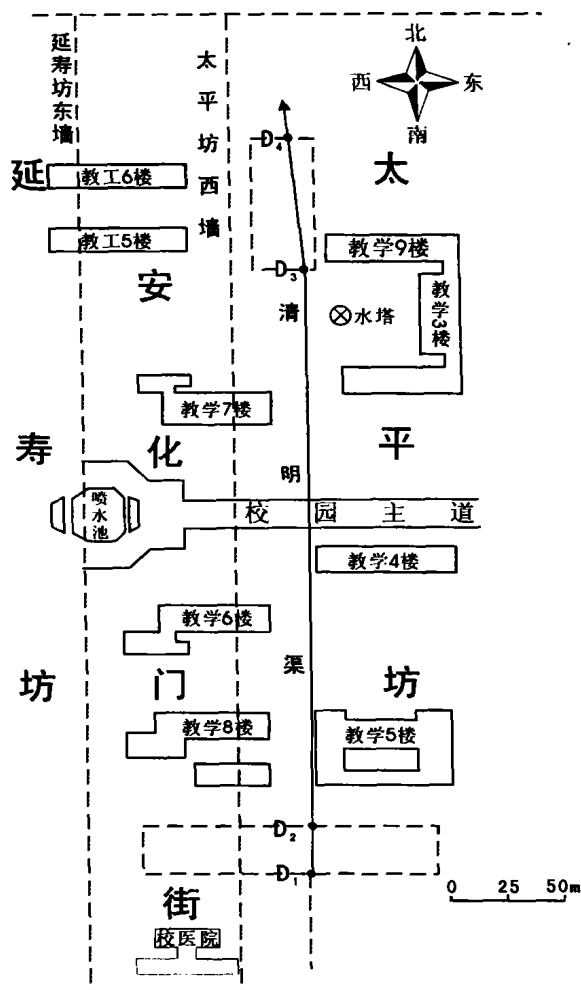 北
西 东
南
延寿坊东墙
太平坊西墙
D4
太
延
教工6楼
教工5楼
安
D3
清
教学9楼
教学3楼
水塔
教学7楼
寿
化
明
平
喷水池
校园主道
教学4楼
教学6楼
坊
门
渠
坊
教学8楼
教学5楼
D2
D1
街
0 25 50m
校医院